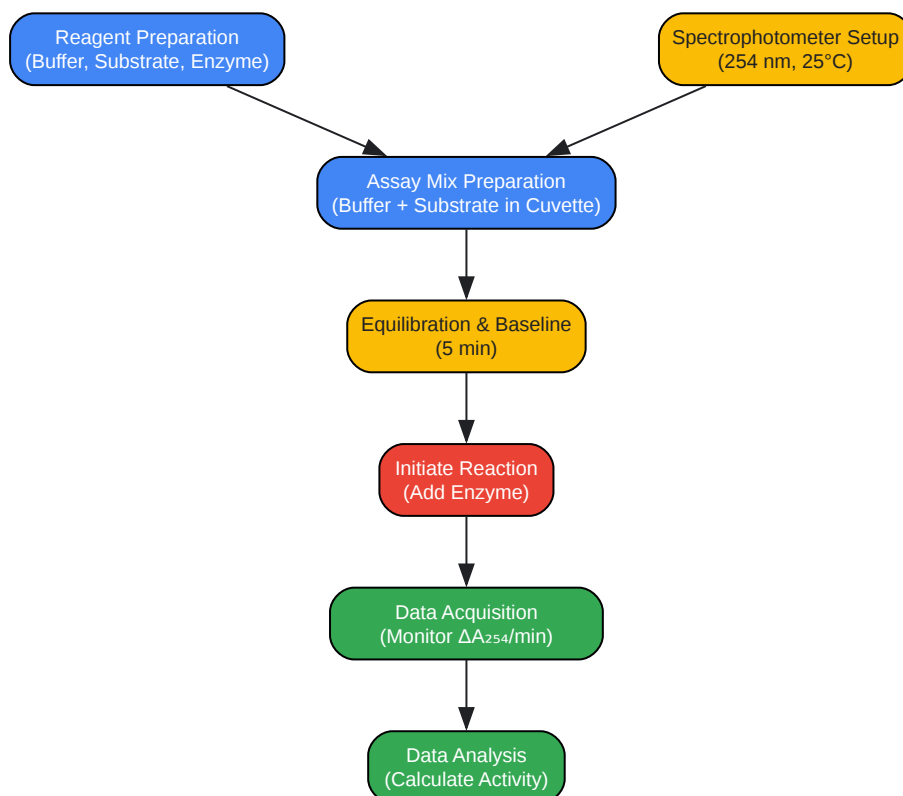 Reagent Preparation
(Buffer, Substrate, Enzyme)
Spectrophotometer Setup
(254 nm, 25°C)
Assay Mix Preparation
(Buffer + Substrate in Cuvette)
Equilibration & Baseline
(5 min)
Initiate Reaction
(Add Enzyme)
Data Acquisition
(Monitor ΔA₂₅₄/min)
Data Analysis
(Calculate Activity)